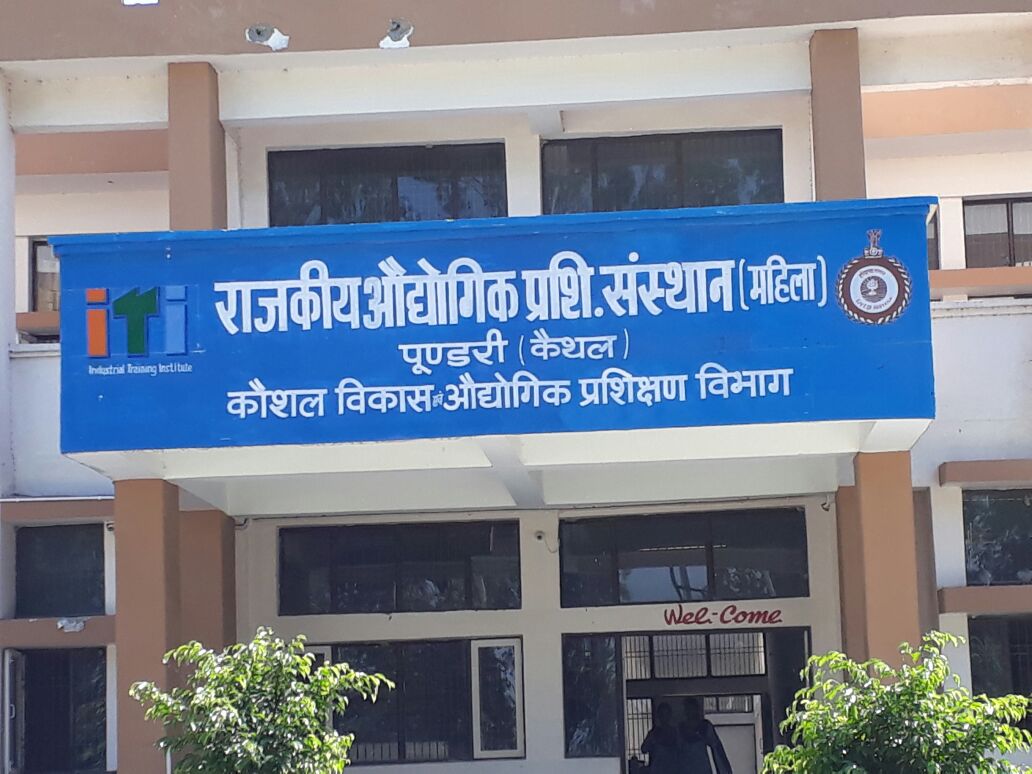 राजकीय औद्योगिक प्रशि. संस्थान (महिला)
पूण्डरी (कैथल)
कौशल विकास एवं औद्योगिक प्रशिक्षण विभाग
iTi
Industrial Training Institute
Wel-Come